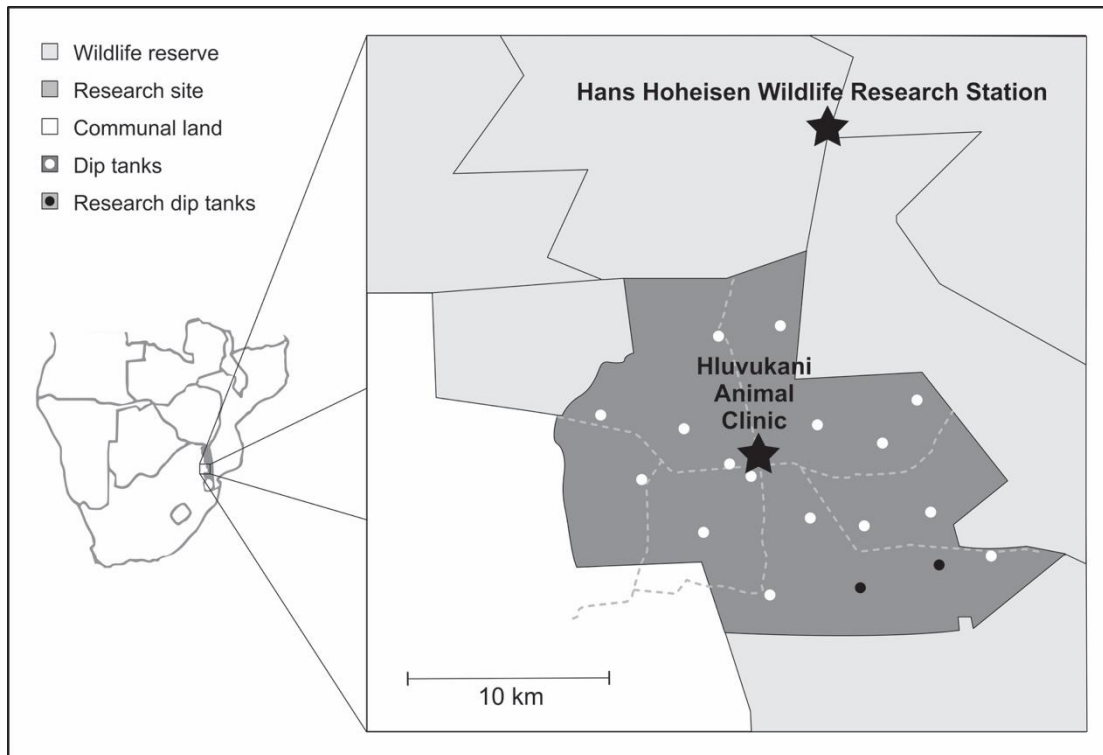 Wildlife reserve
Research site
Communal land
Dip tanks
Research dip tanks
Hans Hoheisen Wildlife Research Station
Hluvukani
Animal
Clinic
10 km